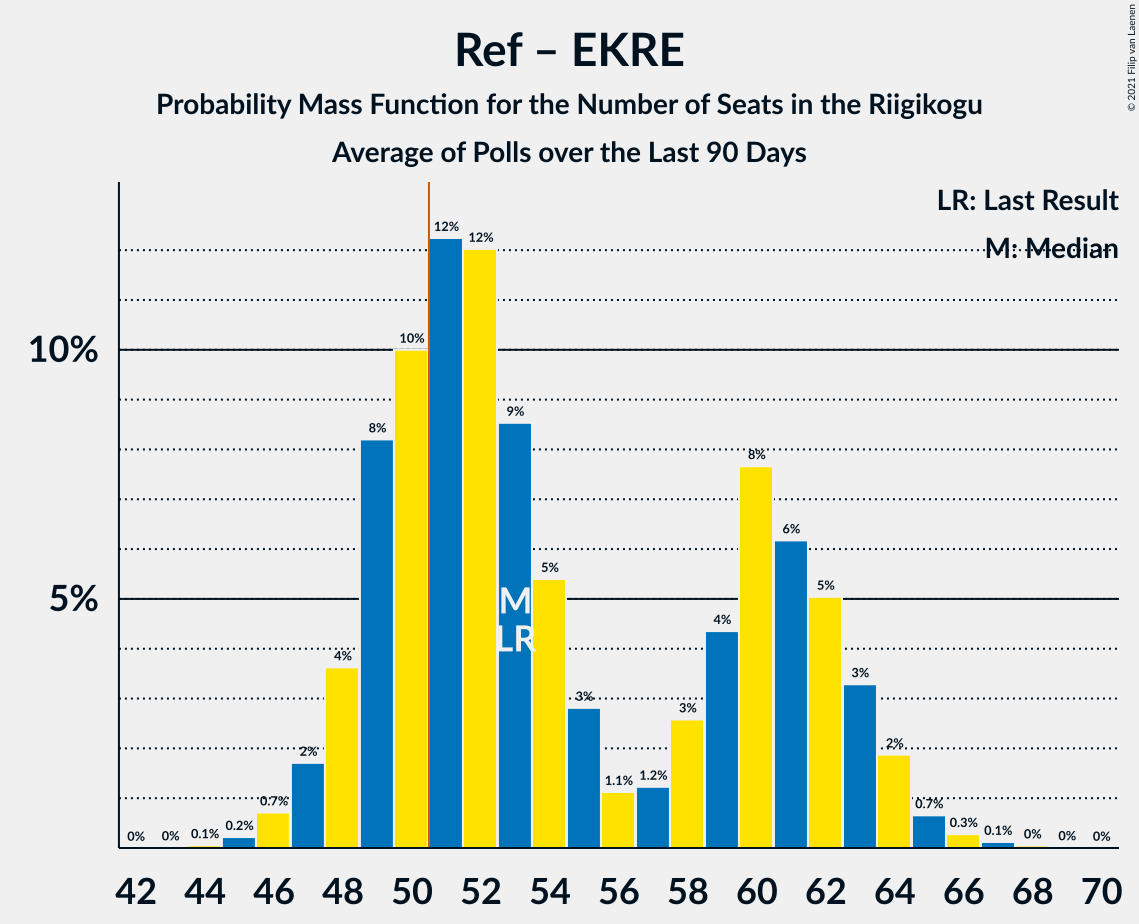 Ref – EKRE
Probability Mass Function for the Number of Seats in the Riigikogu
Average of Polls over the Last 90 Days
© 2021 Filip van Laenen
LR: Last Result
M: Median
10%
5%
0% 0% 0.1% 0.2% 0.7% 2% 4% 8% 10% 12% 12% 9% 5% 3% 1.1% 1.2% 3% 4% 8% 6% 5% 3% 2% 0.7% 0.3% 0.1% 0% 0% 0%
M
LR
42 44 46 48 50 52 54 56 58 60 62 64 66 68 70